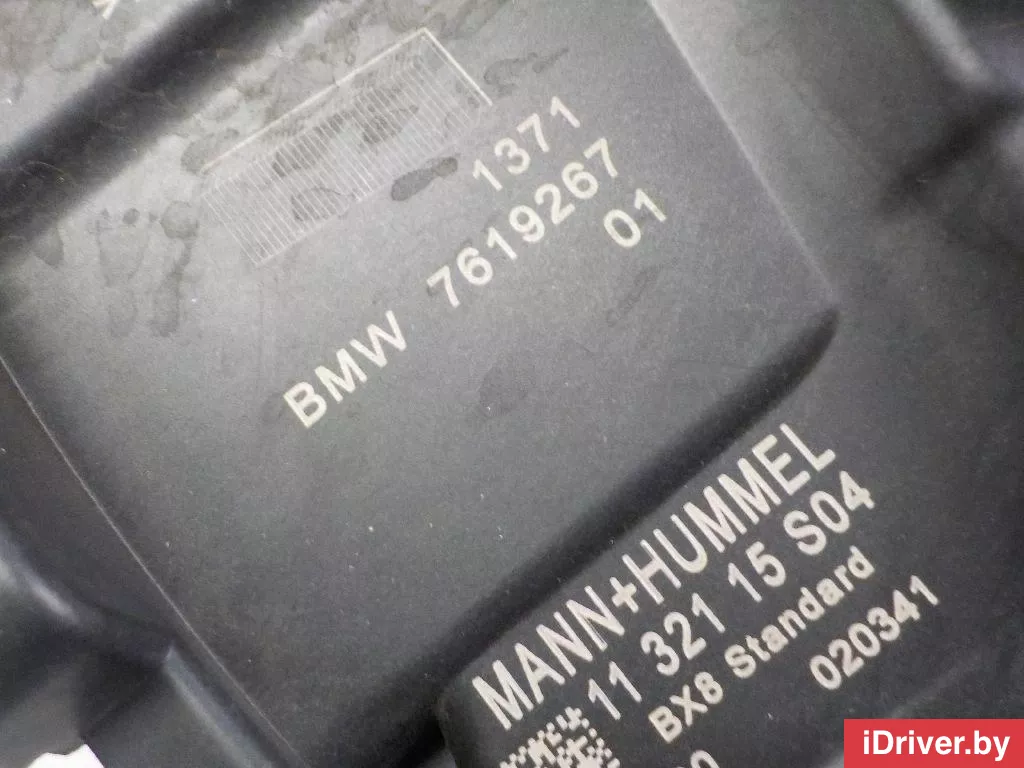 1371
BMW 7619267
01
MANN+HUMMEL
11 321 15 S04
BX8 Standard
020341
iDriver.by